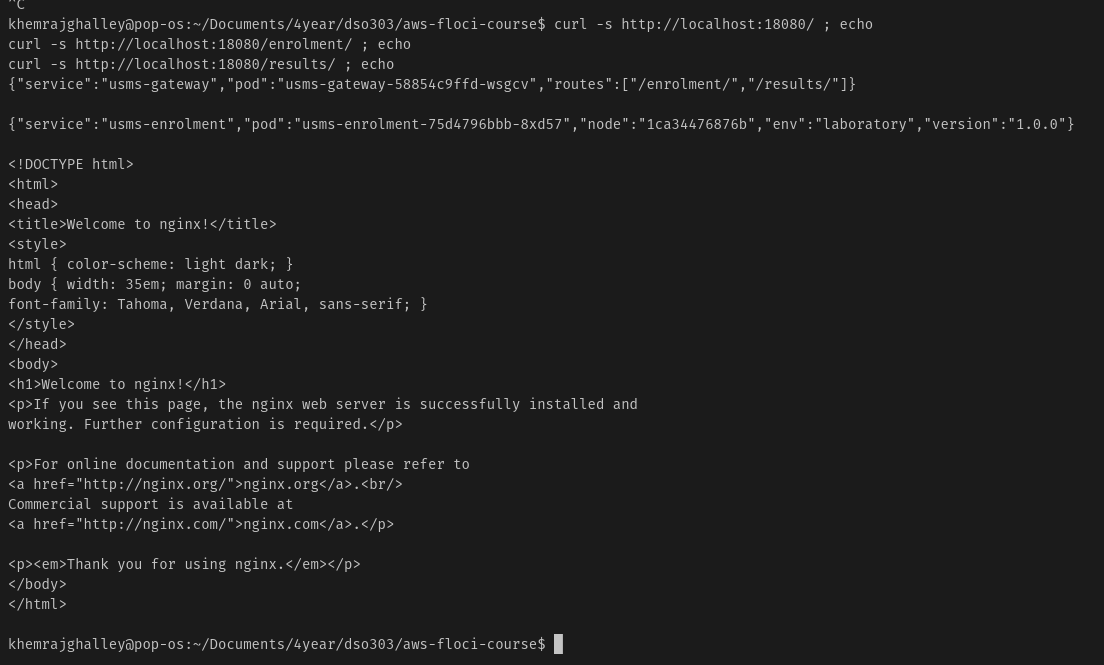 ^C
khemrajghalley@pop-os:~/Documents/4year/dso303/aws-floci-course$ curl -s http://localhost:18080/ ; echo
curl -s http://localhost:18080/enrolment/ ; echo
curl -s http://localhost:18080/results/ ; echo
{"service":"usms-gateway","pod":"usms-gateway-58854c9ffd-wsgcv","routes":["/enrolment/","/results/"]}

{"service":"usms-enrolment","pod":"usms-enrolment-75d4796bbb-8xd57","node":"1ca34476876b","env":"laboratory","version":"1.0.0"}

<!DOCTYPE html>
<html>
<head>
<title>Welcome to nginx!</title>
<style>
html { color-scheme: light dark; }
body { width: 35em; margin: 0 auto;
font-family: Tahoma, Verdana, Arial, sans-serif; }
</style>
</head>
<body>
<h1>Welcome to nginx!</h1>
<p>If you see this page, the nginx web server is successfully installed and
working. Further configuration is required.</p>

<p>For online documentation and support please refer to
<a href="http://nginx.org/">nginx.org</a>.<br/>
Commercial support is available at
<a href="http://nginx.com/">nginx.com</a>.</p>

<p><em>Thank you for using nginx.</em></p>
</body>
</html>

khemrajghalley@pop-os:~/Documents/4year/dso303/aws-floci-course$